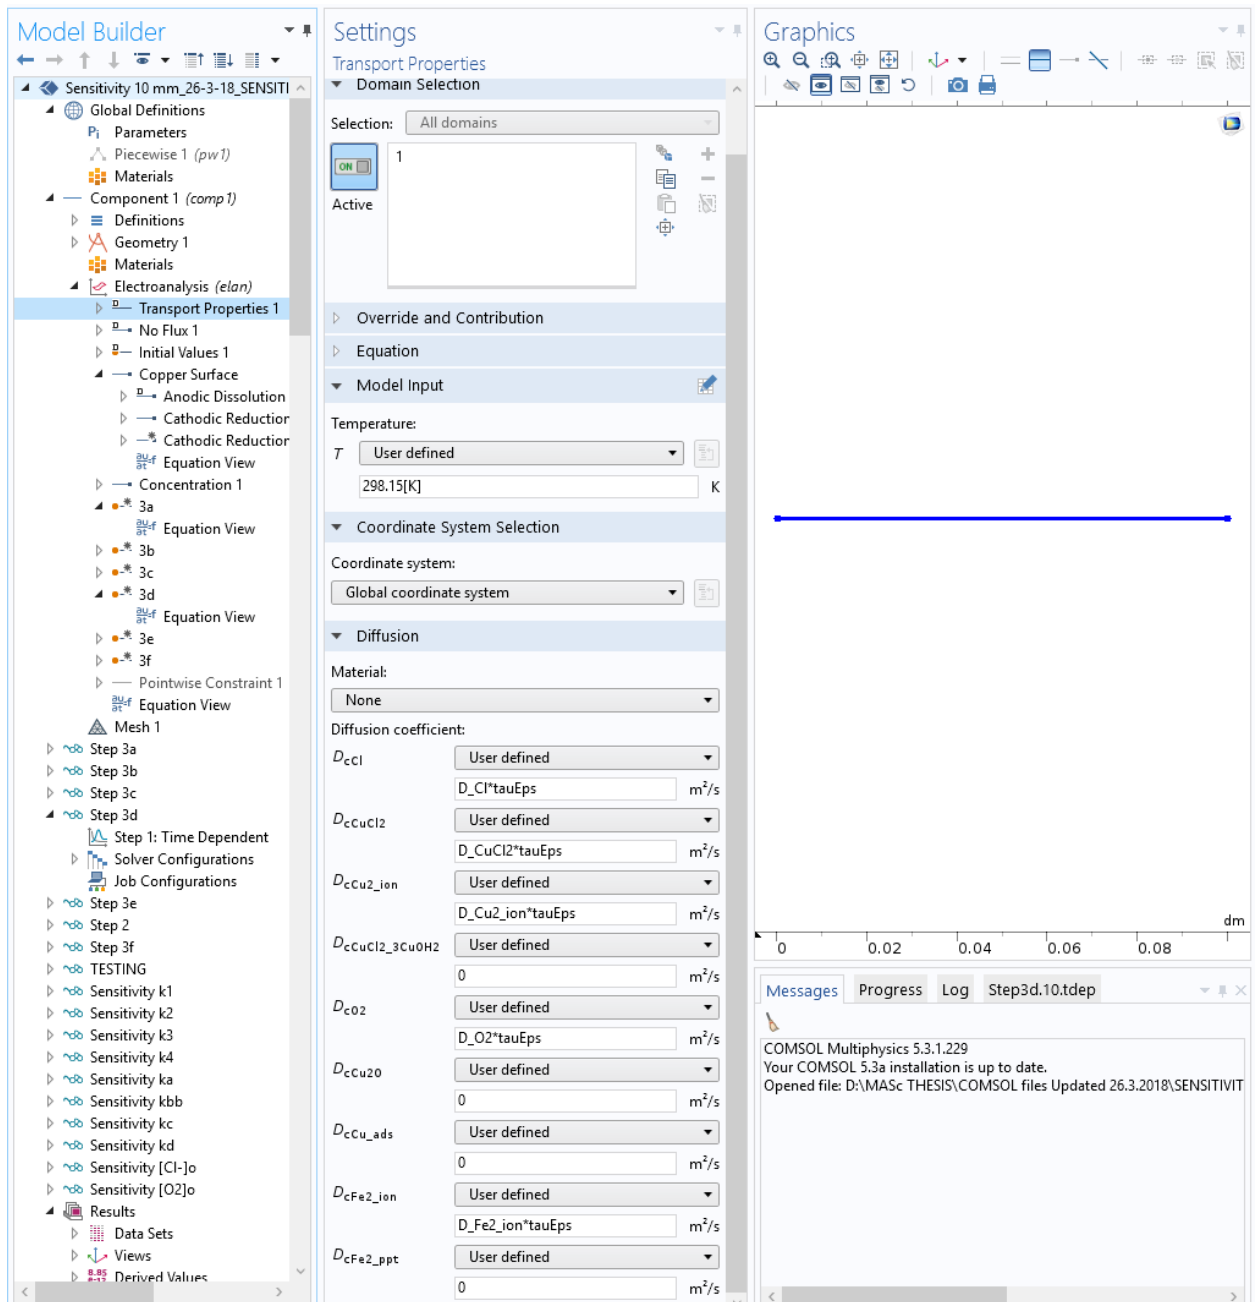 Model Builder
Sensitivity 10 mm_26-3-18_SENSITI
Global Definitions
Pi Parameters
Piecewise 1 (pw1)
Materials
Component 1 (comp1)
Definitions
Geometry 1
Materials
Electroanalysis (elan)
Transport Properties 1
No Flux 1
Initial Values 1
Copper Surface
Anodic Dissolution
Cathodic Reduction
Cathodic Reduction
Equation View
Concentration 1
3a
Equation View
3b
3c
3d
Equation View
3e
3f
Pointwise Constraint 1
Equation View
Mesh 1
Step 3a
Step 3b
Step 3c
Step 3d
Step 1: Time Dependent
Solver Configurations
Job Configurations
Step 3e
Step 2
Step 3f
TESTING
Sensitivity k1
Sensitivity k2
Sensitivity k3
Sensitivity k4
Sensitivity ka
Sensitivity kbb
Sensitivity kc
Sensitivity kd
Sensitivity [Cl-]o
Sensitivity [O2]o
Results
Data Sets
Views
Derived Values
Settings
Transport Properties
Domain Selection
Selection: All domains
ON
1
Active
Override and Contribution
Equation
Model Input
Temperature:
T User defined
298.15[K] K
Coordinate System Selection
Coordinate system:
Global coordinate system
Diffusion
Material:
None
Diffusion coefficient:
DcCl User defined
D_Cl*tauEps m²/s
DcCuCl2 User defined
D_CuCl2*tauEps m²/s
DcCu2_ion User defined
D_Cu2_ion*tauEps m²/s
DcCuCl2_3CuOH2 User defined
0 m²/s
DcO2 User defined
D_O2*tauEps m²/s
DcCu2O User defined
0 m²/s
DcCu_ads User defined
0 m²/s
DcFe2_ion User defined
D_Fe2_ion*tauEps m²/s
DcFe2_ppt User defined
0 m²/s
Graphics
dm
0 0.02 0.04 0.06 0.08
Messages Progress Log Step3d.10.tdep
COMSOL Multiphysics 5.3.1.229
Your COMSOL 5.3a installation is up to date.
Opened file: D:\MASc THESIS\COMSOL files Updated 26.3.2018\SENSITIVIT